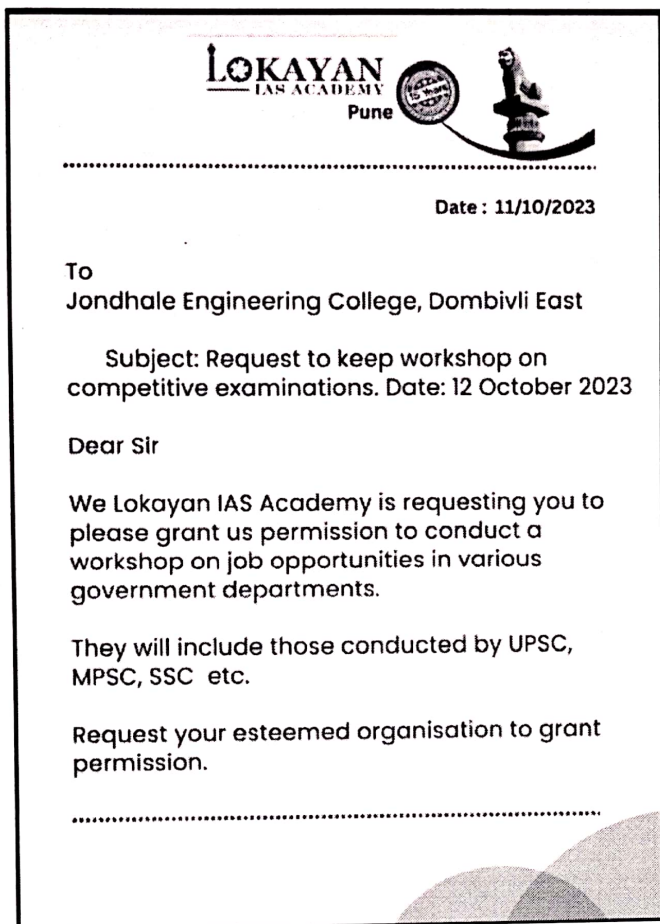 LOKAYAN
IAS ACADEMY
Pune
15 Years
Date : 11/10/2023
To
Jondhale Engineering College, Dombivli East
Subject: Request to keep workshop on
competitive examinations. Date: 12 October 2023
Dear Sir
We Lokayan IAS Academy is requesting you to
please grant us permission to conduct a
workshop on job opportunities in various
government departments.
They will include those conducted by UPSC,
MPSC, SSC  etc.
Request your esteemed organisation to grant
permission.